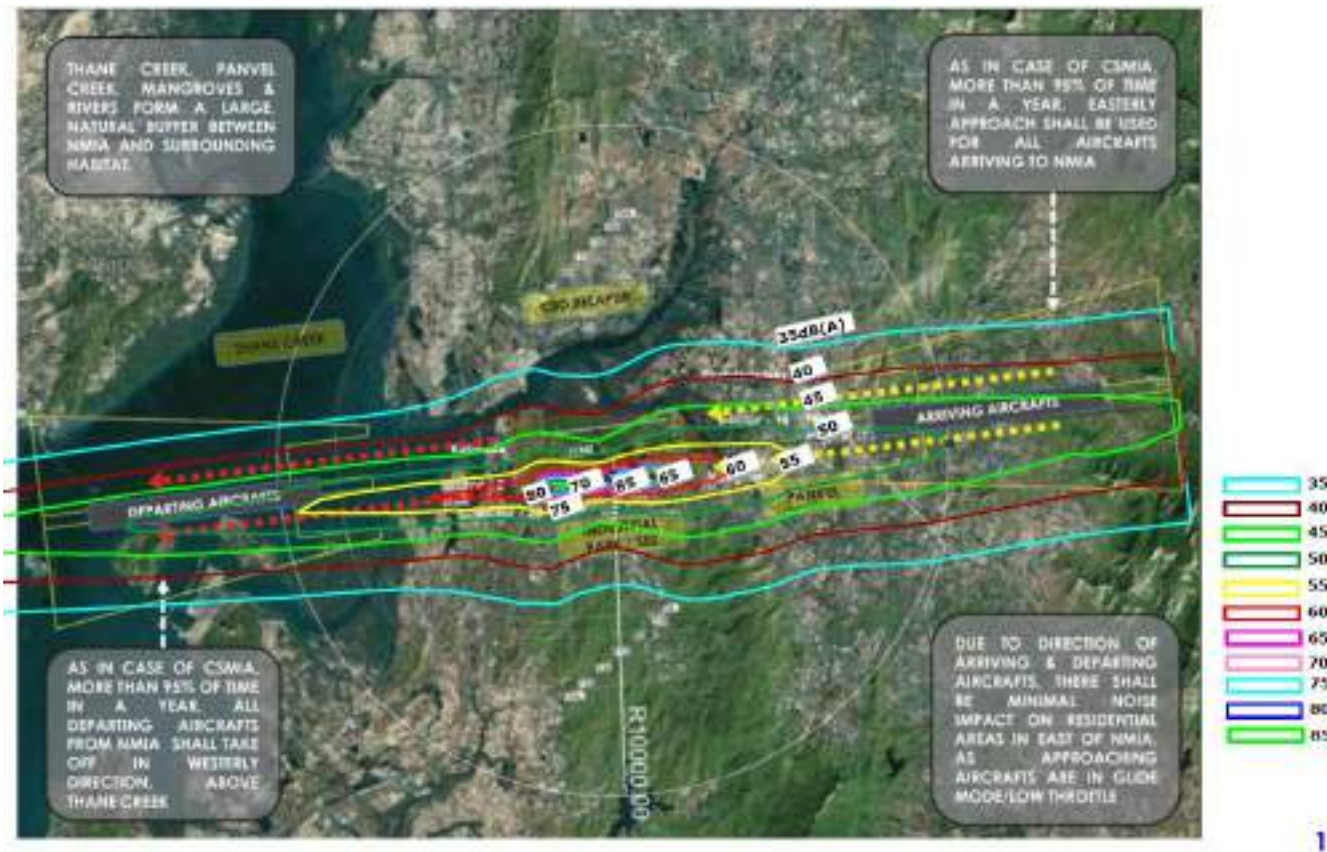 THANE CREEK, PANVEL
CREEK, MANGROVES &
RIVERS FORM A LARGE
NATURAL BUFFER BETWEEN
NMIA AND SURROUNDING
HABITAT.
AS IN CASE OF CSMIA,
MORE THAN 95% OF TIME
IN A YEAR, EASTERLY
APPROACH SHALL BE USED
FOR ALL AIRCRAFTS
ARRIVING TO NMIA
CBD BELAPUR
THANE CREEK
35dB(A)
40
45
ARRIVING AIRCRAFTS
50
55
60
65
85
70
80
75
DEPARTING AIRCRAFTS
PANVEL
INDUSTRIAL
R10000.00
AS IN CASE OF CSMIA,
MORE THAN 95% OF TIME
IN A YEAR, ALL
DEPARTING AIRCRAFTS
FROM NMIA SHALL TAKE
OFF IN WESTERLY
DIRECTION, ABOVE
THANE CREEK
DUE TO DIRECTION OF
ARRIVING & DEPARTING
AIRCRAFTS, THERE SHALL
BE MINIMAL NOISE
IMPACT ON RESIDENTIAL
AREAS IN EAST OF NMIA,
AS APPROACHING
AIRCRAFTS ARE IN GLIDE
MODE/LOW THROTTLE
35
40
45
50
55
60
65
70
75
80
85
1